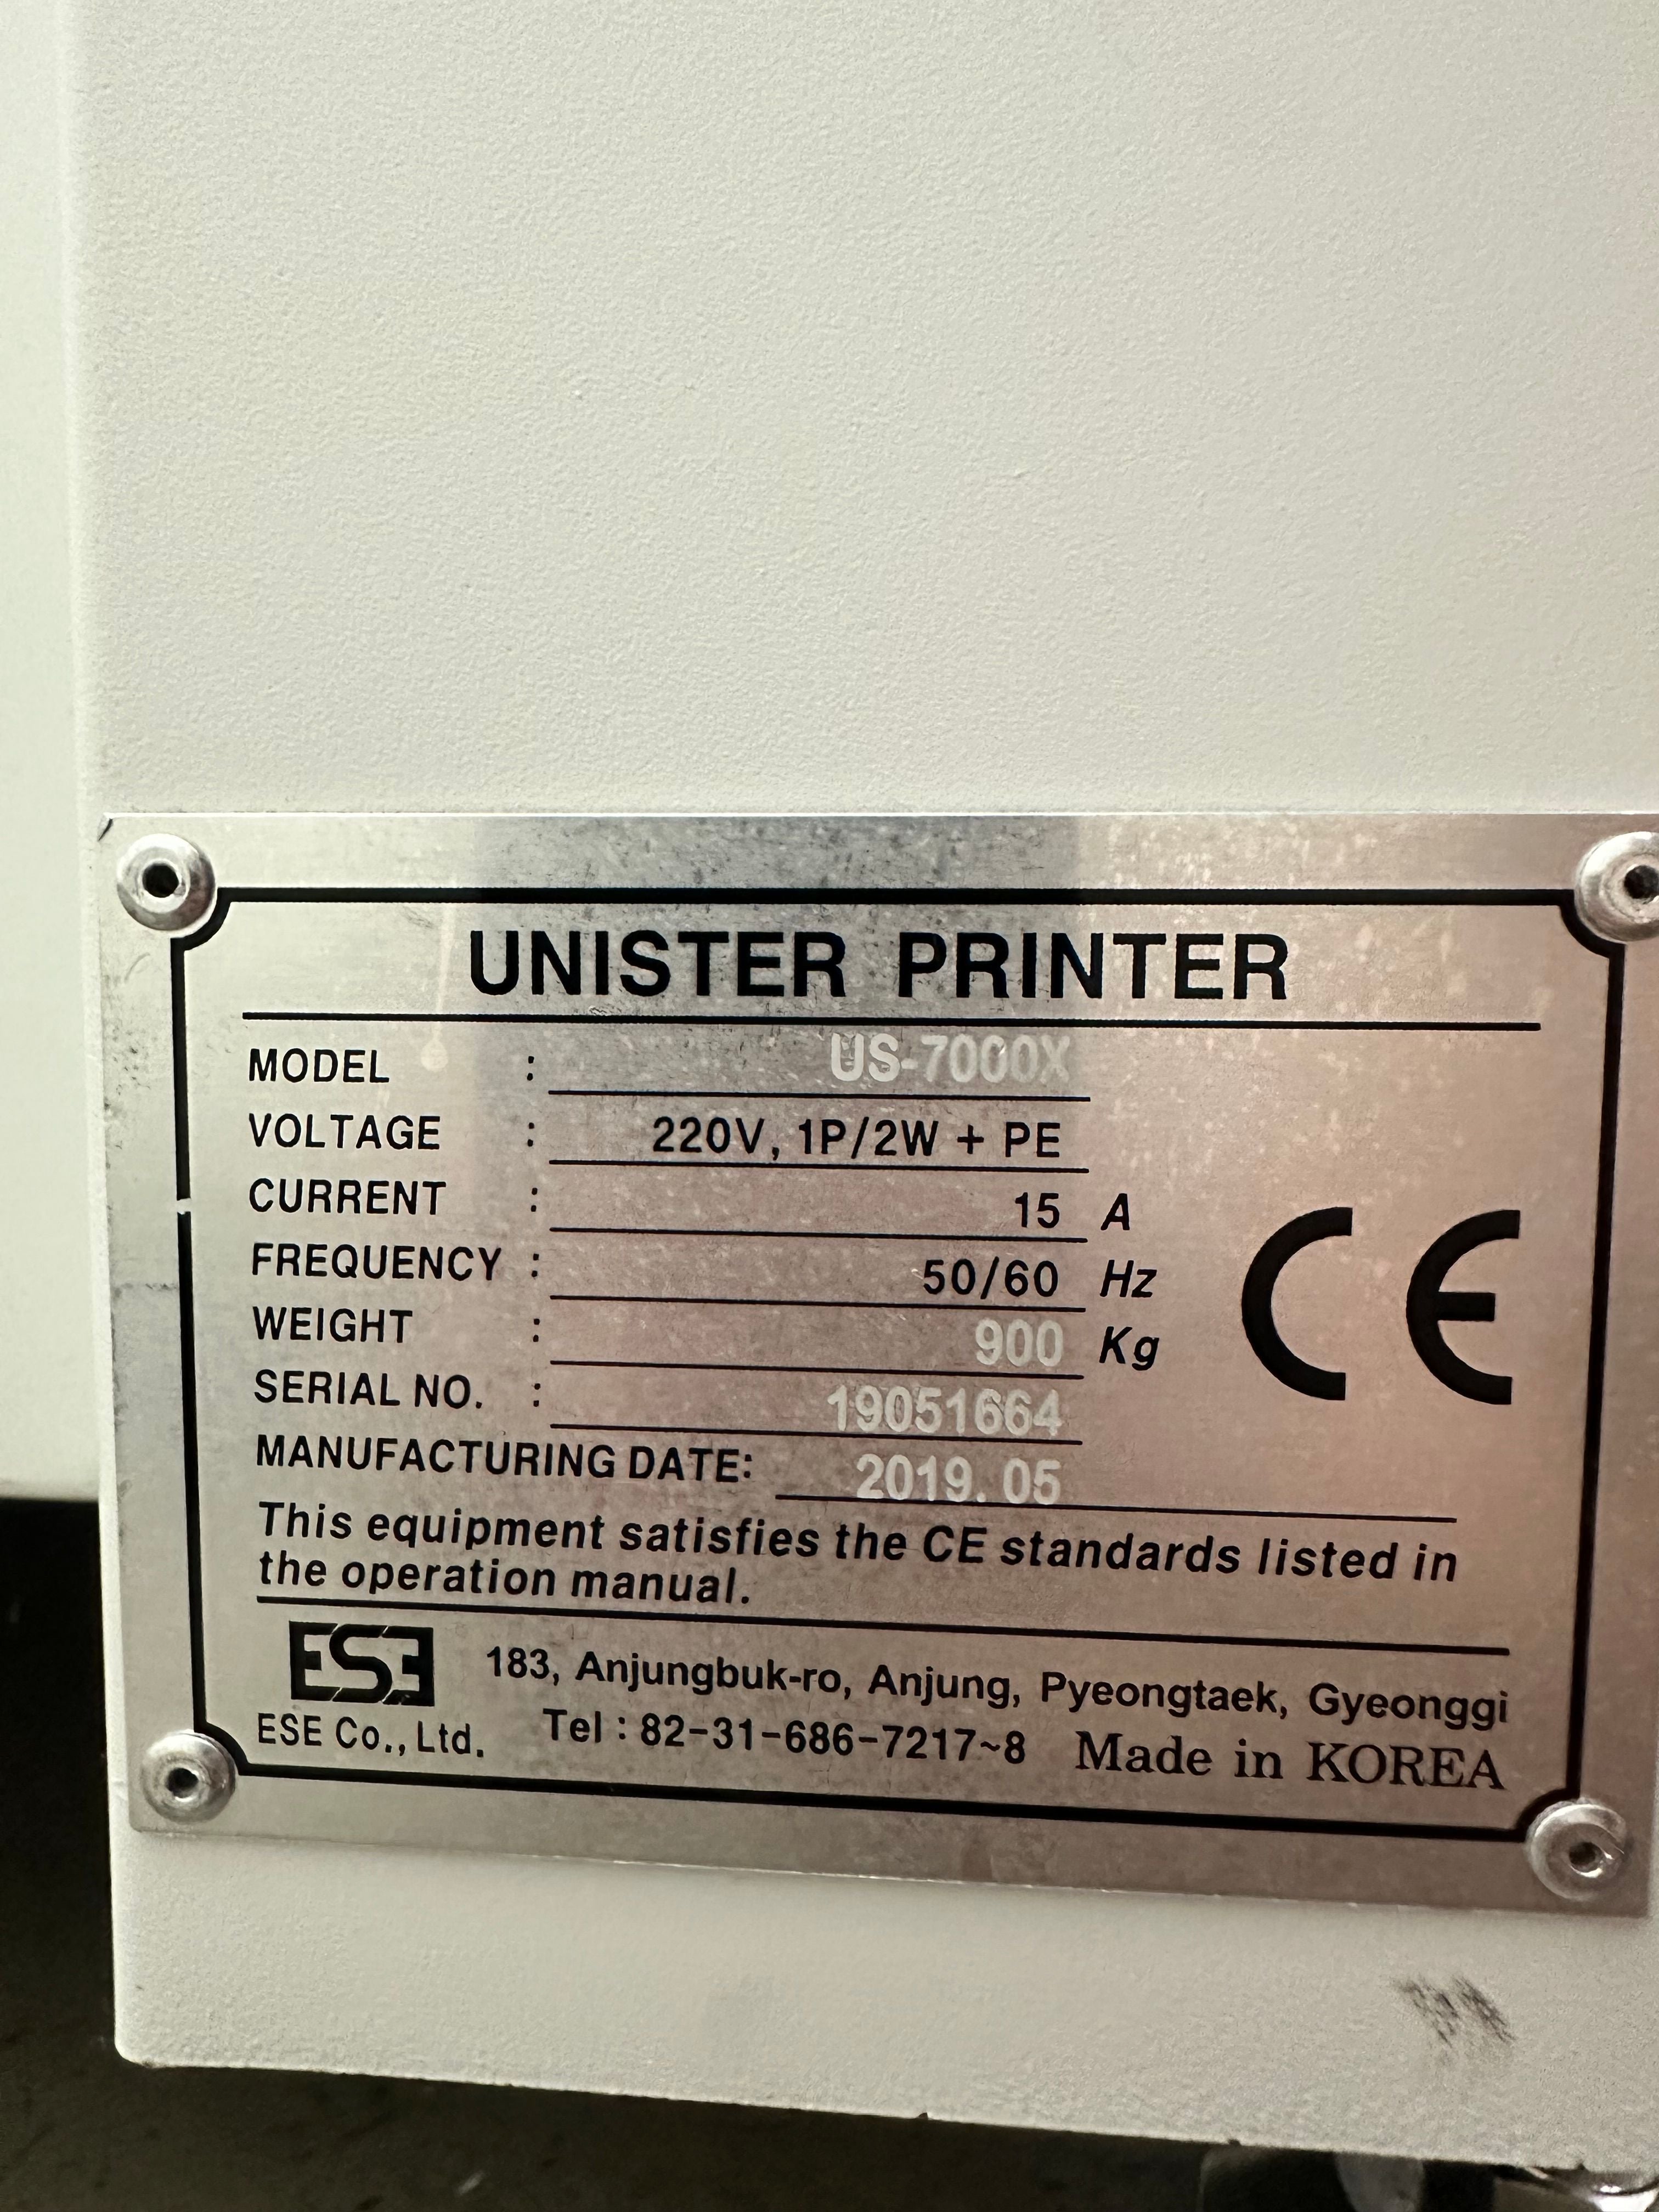 UNISTER PRINTER
MODEL : US-7000X
VOLTAGE : 220V, 1P/2W + PE
CURRENT : 15 A
FREQUENCY : 50/60 Hz
WEIGHT : 900 Kg
SERIAL NO. : 19051664
MANUFACTURING DATE: 2019. 05
CE
This equipment satisfies the CE standards listed in
the operation manual.
ESE
183, Anjungbuk-ro, Anjung, Pyeongtaek, Gyeonggi
ESE Co., Ltd. Tel : 82-31-686-7217~8 Made in KOREA